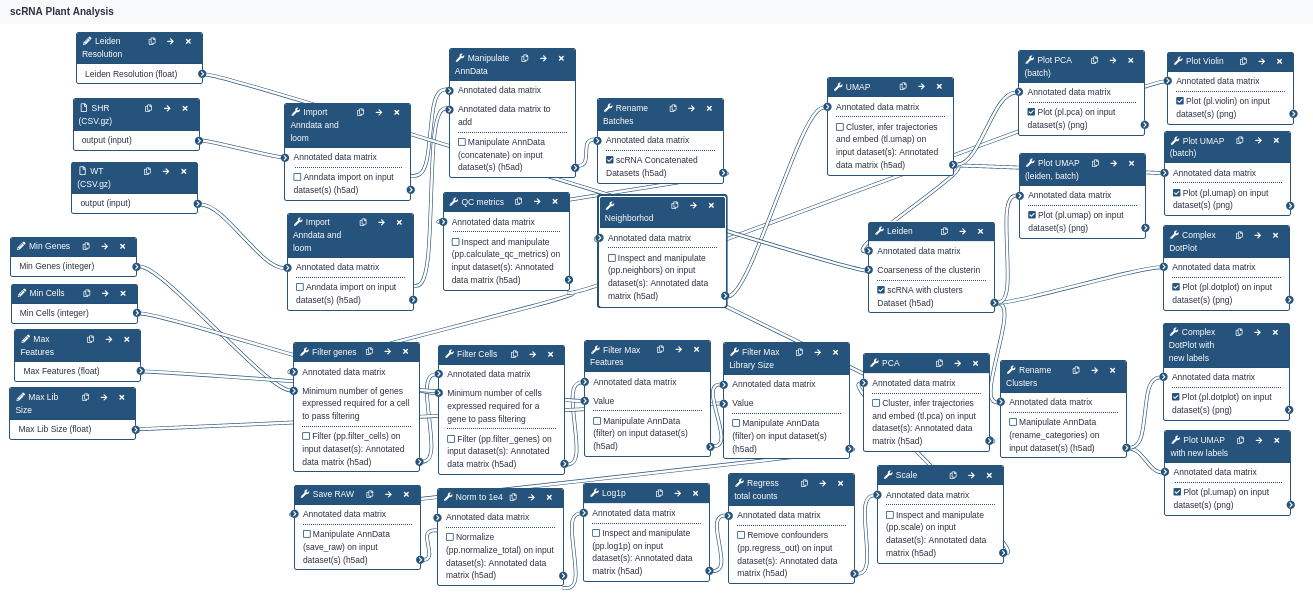 scRNA Plant Analysis
Leiden
Resolution
Leiden Resolution (float)
SHR
(CSV.gz)
output (input)
WT
(CSV.gz)
output (input)
Min Genes
Min Genes (integer)
Min Cells
Min Cells (integer)
Max
Features
Max Features (float)
Max Lib
Size
Max Lib Size (float)
Import
Anndata and
loom
Annotated data matrix
Anndata import on input
dataset(s) (h5ad)
Import
Anndata and
loom
Annotated data matrix
Anndata import on input
dataset(s) (h5ad)
Manipulate
AnnData
Annotated data matrix
Annotated data matrix to
add
Manipulate AnnData
(concatenate) on input
dataset(s) (h5ad)
Rename
Batches
Annotated data matrix
scRNA Concatenated
Datasets (h5ad)
QC metrics
Annotated data matrix
Inspect and manipulate
(pp.calculate_qc_metrics) on
input dataset(s): Annotated
data matrix (h5ad)
Neighborhod
Annotated data matrix
Inspect and manipulate
(pp.neighbors) on input
dataset(s): Annotated data
matrix (h5ad)
UMAP
Annotated data matrix
Cluster, infer trajectories
and embed (tl.umap) on
input dataset(s): Annotated
data matrix (h5ad)
Leiden
Annotated data matrix
Coarseness of the clusterin
scRNA with clusters
Dataset (h5ad)
Plot PCA
(batch)
Annotated data matrix
Plot (pl.pca) on input
dataset(s) (png)
Plot Violin
Annotated data matrix
Plot (pl.violin) on input
dataset(s) (png)
Plot UMAP
(leiden, batch)
Annotated data matrix
Plot (pl.umap) on input
dataset(s) (png)
Plot UMAP
(batch)
Annotated data matrix
Plot (pl.umap) on input
dataset(s) (png)
Complex
DotPlot
Annotated data matrix
Plot (pl.dotplot) on input
dataset(s) (png)
Complex
DotPlot with
new labels
Annotated data matrix
Plot (pl.dotplot) on input
dataset(s) (png)
Plot UMAP
with new labels
Annotated data matrix
Plot (pl.umap) on input
dataset(s) (png)
Filter genes
Annotated data matrix
Minimum number of genes
expressed required for a cell
to pass filtering
Filter (pp.filter_cells) on
input dataset(s): Annotated
data matrix (h5ad)
Filter Cells
Annotated data matrix
Minimum number of cells
expressed required for a
gene to pass filtering
Filter (pp.filter_genes) on
input dataset(s): Annotated
data matrix (h5ad)
Filter Max
Features
Annotated data matrix
Value
Manipulate AnnData
(filter) on input dataset(s)
(h5ad)
Filter Max
Library Size
Annotated data matrix
Value
Manipulate AnnData
(filter) on input dataset(s)
(h5ad)
PCA
Annotated data matrix
Cluster, infer trajectories
and embed (tl.pca) on input
dataset(s): Annotated data
matrix (h5ad)
Rename
Clusters
Annotated data matrix
Manipulate AnnData
(rename_categories) on
input dataset(s) (h5ad)
Save RAW
Annotated data matrix
Manipulate AnnData
(save_raw) on input
dataset(s) (h5ad)
Norm to 1e4
Annotated data matrix
Normalize
(pp.normalize_total) on input
dataset(s): Annotated data
matrix (h5ad)
Log1p
Annotated data matrix
Inspect and manipulate
(pp.log1p) on input
dataset(s): Annotated data
matrix (h5ad)
Regress
total counts
Annotated data matrix
Remove confounders
(pp.regress_out) on input
dataset(s): Annotated data
matrix (h5ad)
Scale
Annotated data matrix
Inspect and manipulate
(pp.scale) on input
dataset(s): Annotated data
matrix (h5ad)